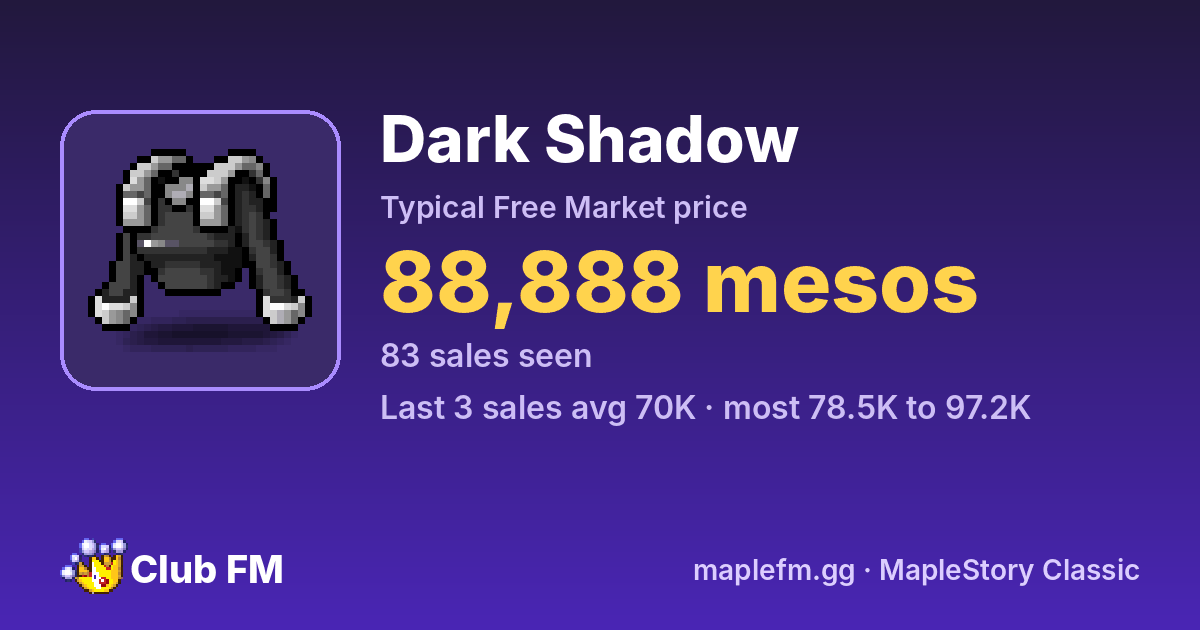 Dark Shadow
Typical Free Market price
88,888 mesos
83 sales seen
Last 3 sales avg 70K · most 78.5K to 97.2K
Club FM
maplefm.gg · MapleStory Classic